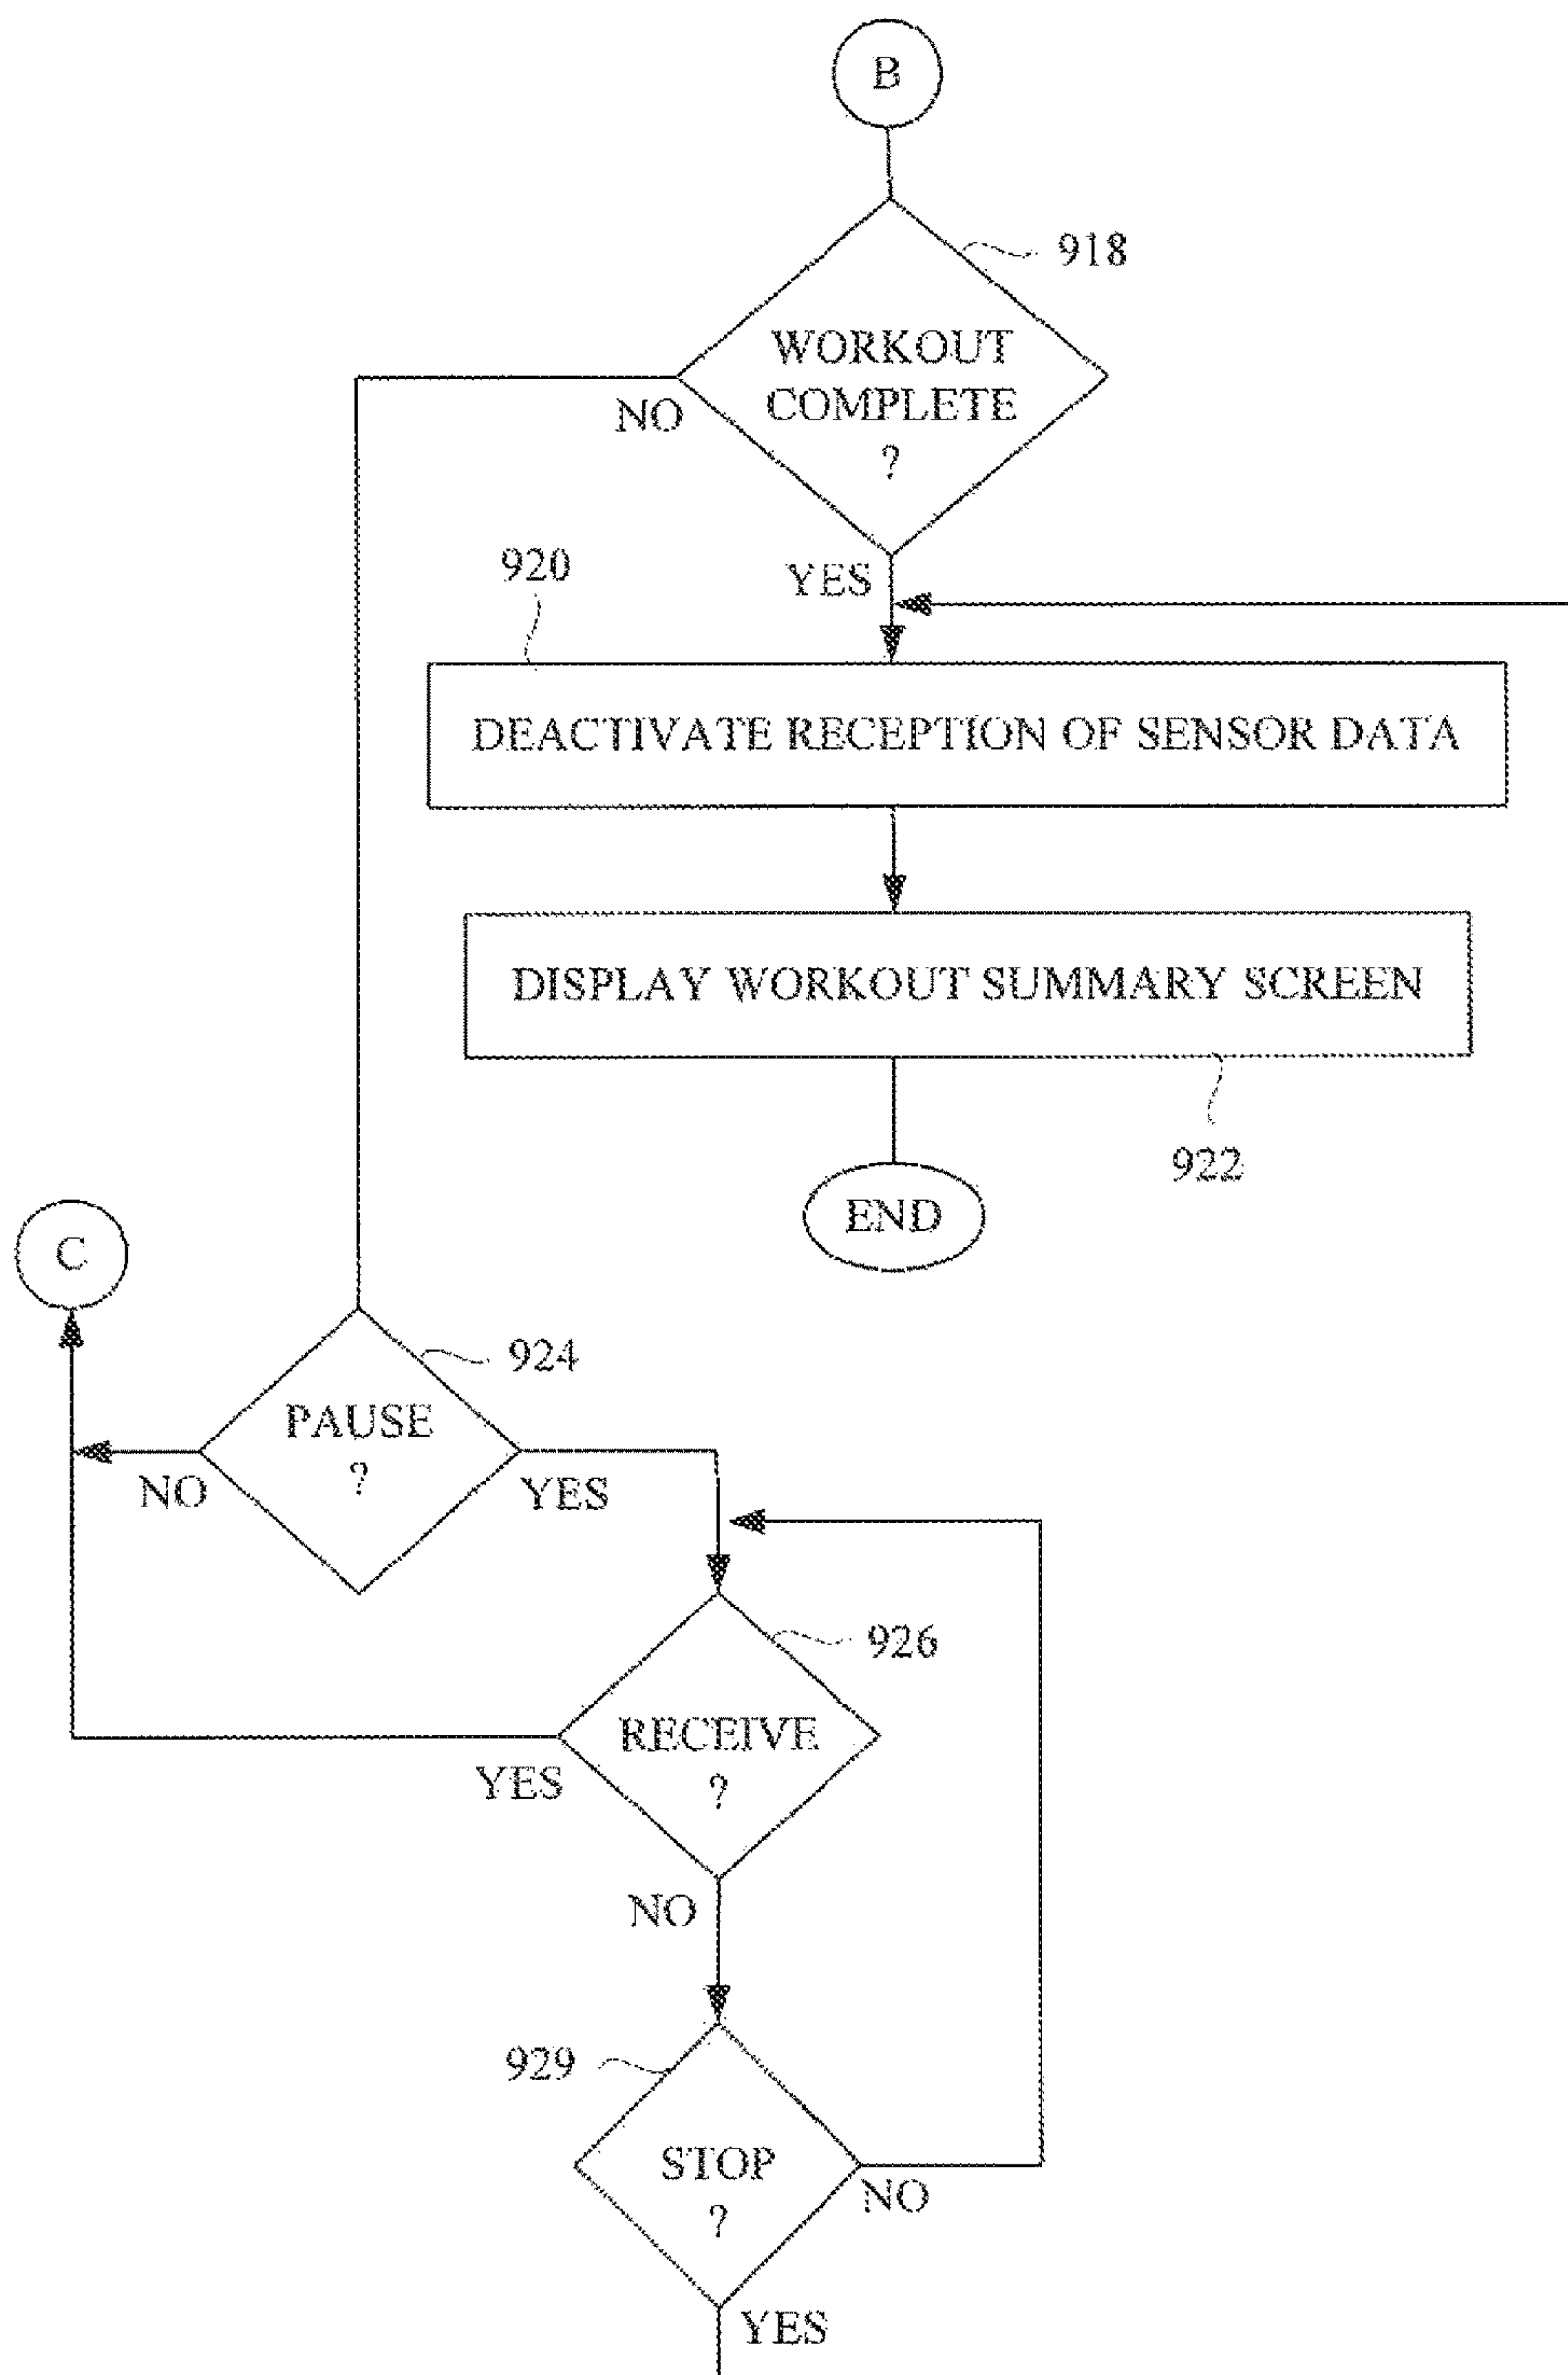 B
918
WORKOUT
COMPLETE
?
NO
YES
920
DEACTIVATE RECEPTION OF SENSOR DATA
DISPLAY WORKOUT SUMMARY SCREEN
922
END
C
924
PAUSE
?
NO
YES
926
RECEIVE
?
YES
NO
929
STOP
?
NO
YES